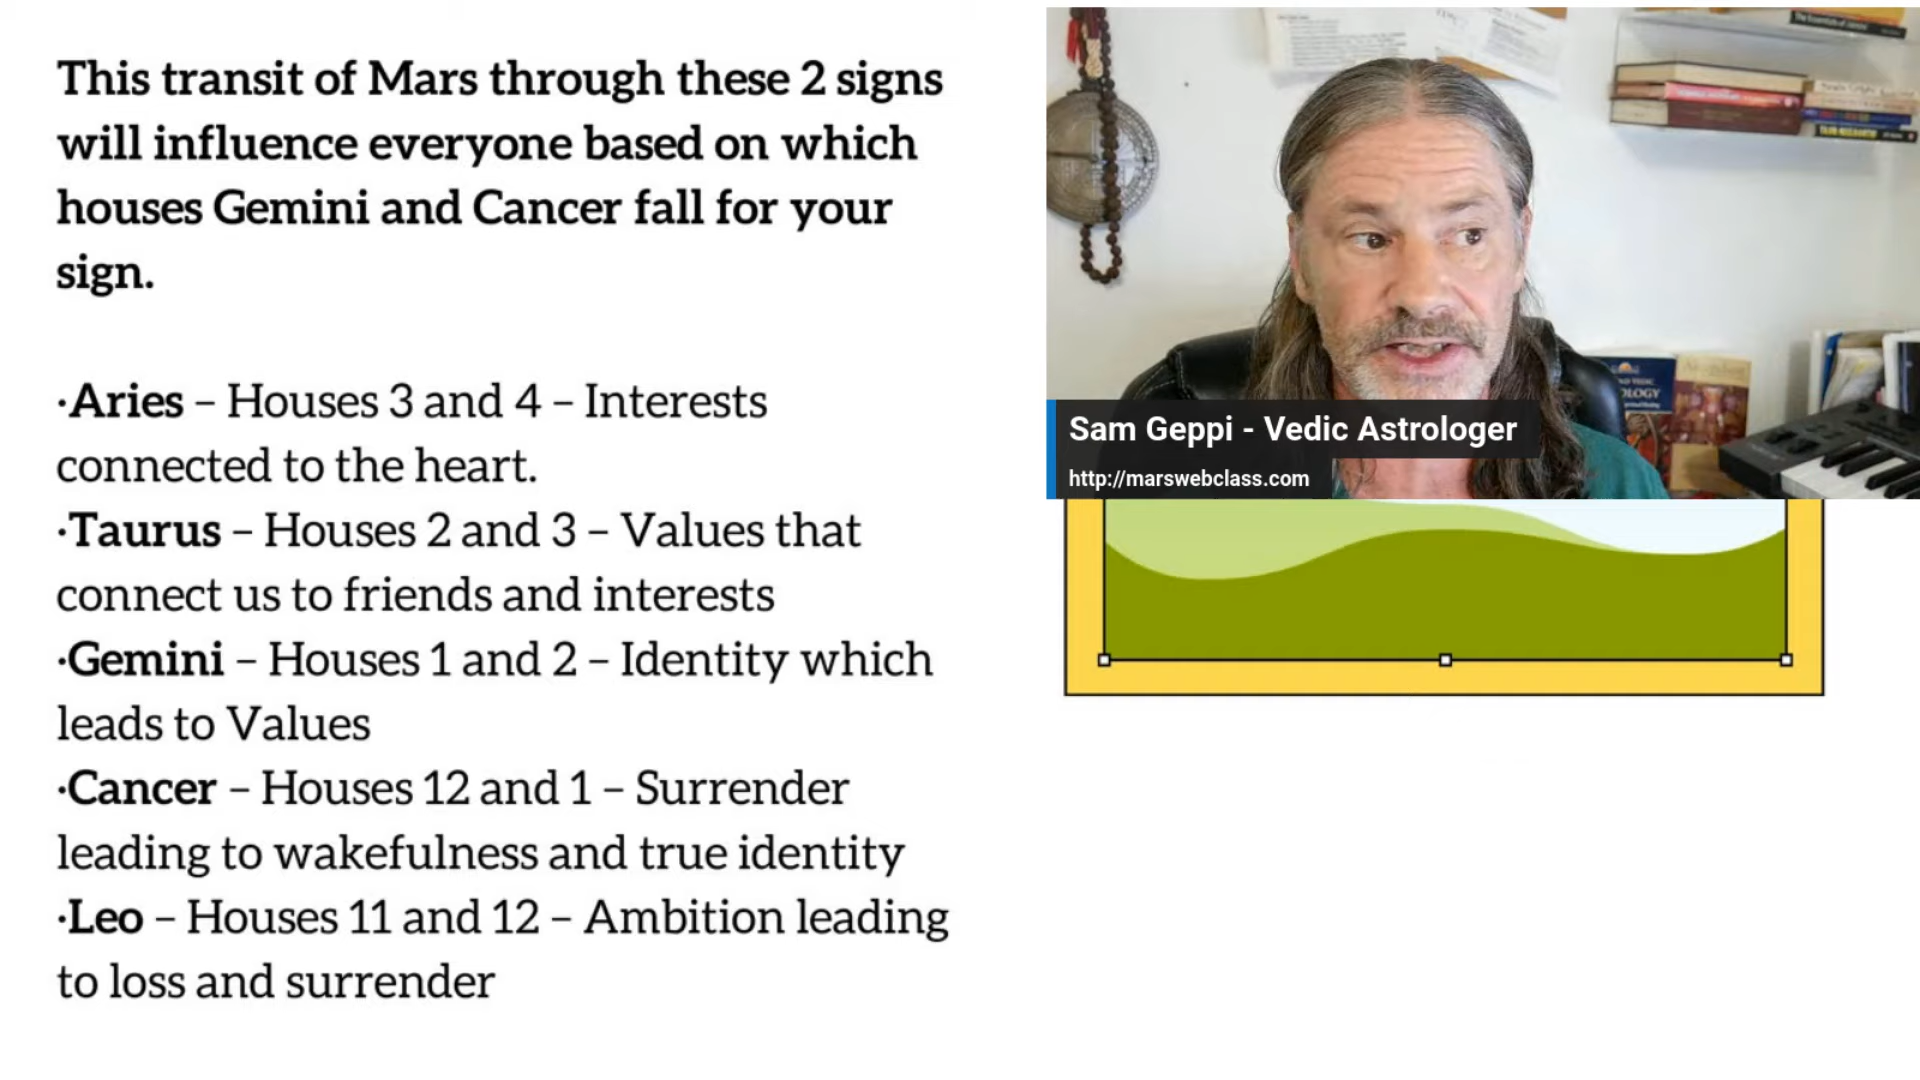 This transit of Mars through these 2 signs
will influence everyone based on which
houses Gemini and Cancer fall for your
sign.
·Aries – Houses 3 and 4 – Interests
connected to the heart.
·Taurus – Houses 2 and 3 – Values that
connect us to friends and interests
·Gemini – Houses 1 and 2 – Identity which
leads to Values
·Cancer – Houses 12 and 1 – Surrender
leading to wakefulness and true identity
·Leo – Houses 11 and 12 – Ambition leading
to loss and surrender
Sam Geppi - Vedic Astrologer
http://marswebclass.com